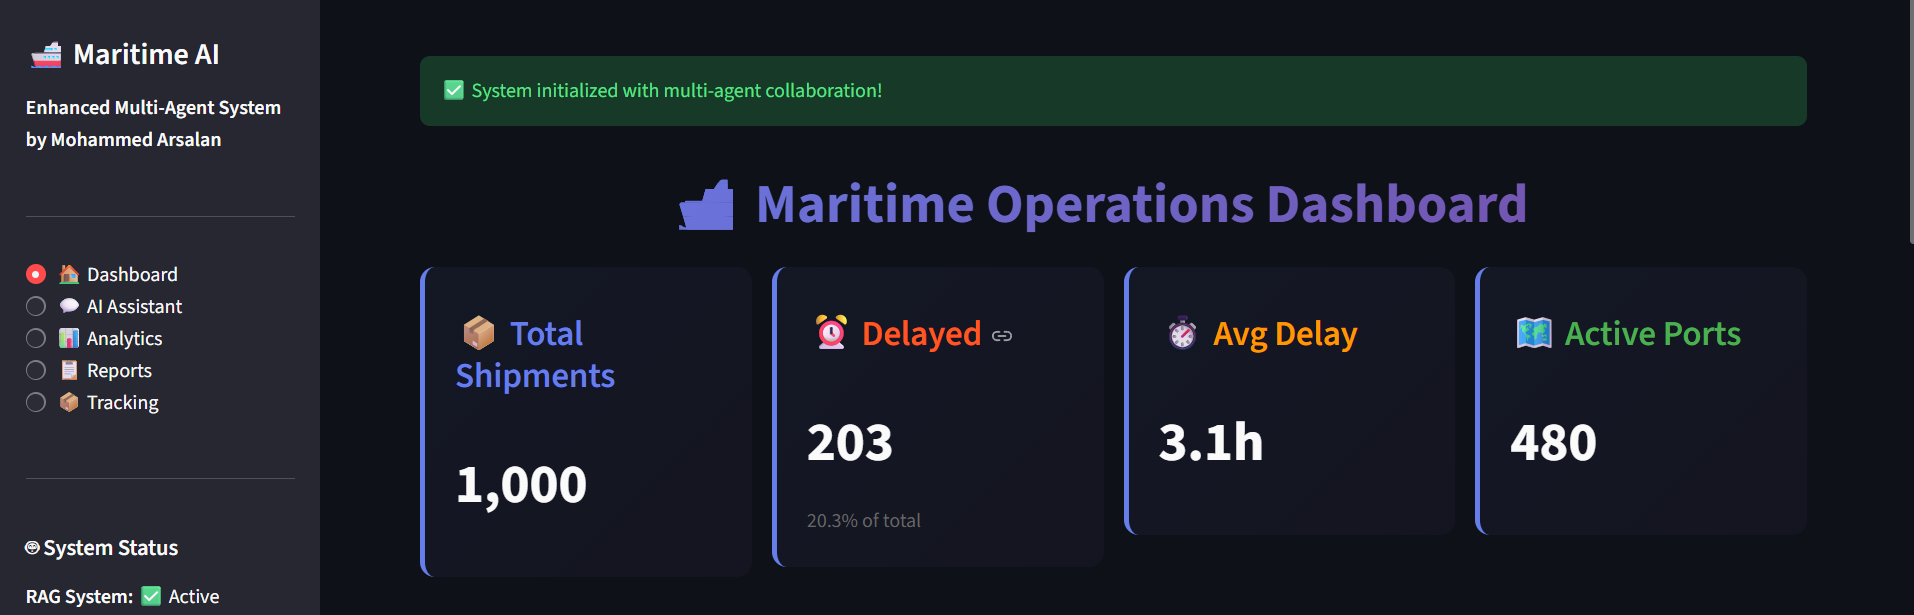 Maritime AI
Enhanced Multi-Agent System
by Mohammed Arsalan
Dashboard
AI Assistant
Analytics
Reports
Tracking
System Status
RAG System: ✅ Active
✅ System initialized with multi-agent collaboration!
Maritime Operations Dashboard
Total
Shipments
1,000
Delayed
203
20.3% of total
Avg Delay
3.1h
Active Ports
480